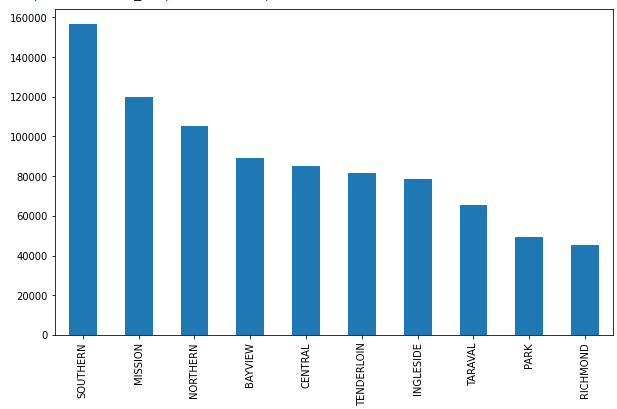 160000
140000
120000
100000
80000
60000
40000
20000
0
SOUTHERN
MISSION
NORTHERN
BAYVIEW
CENTRAL
TENDERLOIN
INGLESIDE
TARAVAL
PARK
RICHMOND